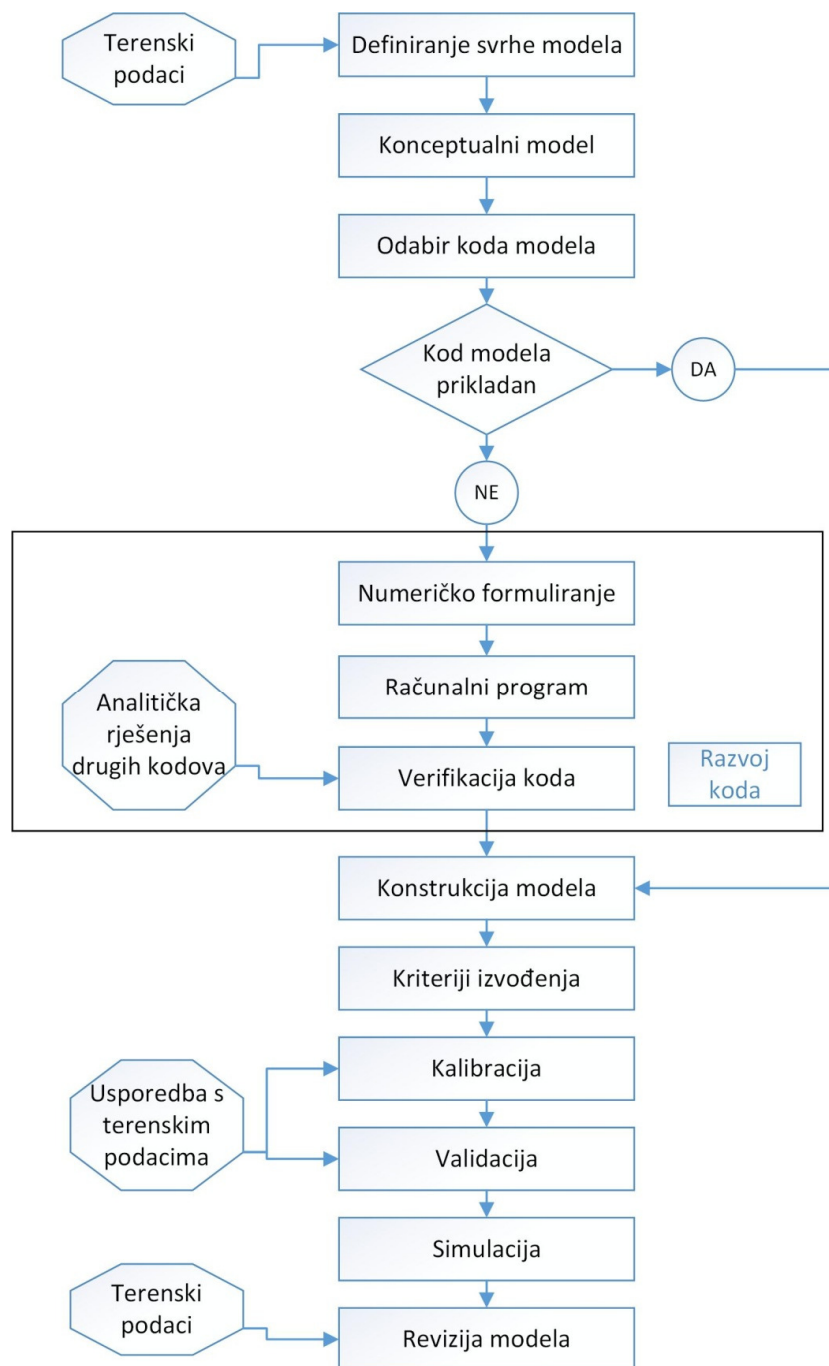 Terenski
podaci
Definiranje svrhe modela
Konceptualni model
Odabir koda modela
Kod modela
prikladan
DA
NE
Numeričko formuliranje
Računalni program
Analitička
rješenja
drugih kodova
Verifikacija koda
Razvoj
koda
Konstrukcija modela
Kriteriji izvođenja
Kalibracija
Usporedba s
terenskim
podacima
Validacija
Simulacija
Terenski
podaci
Revizija modela